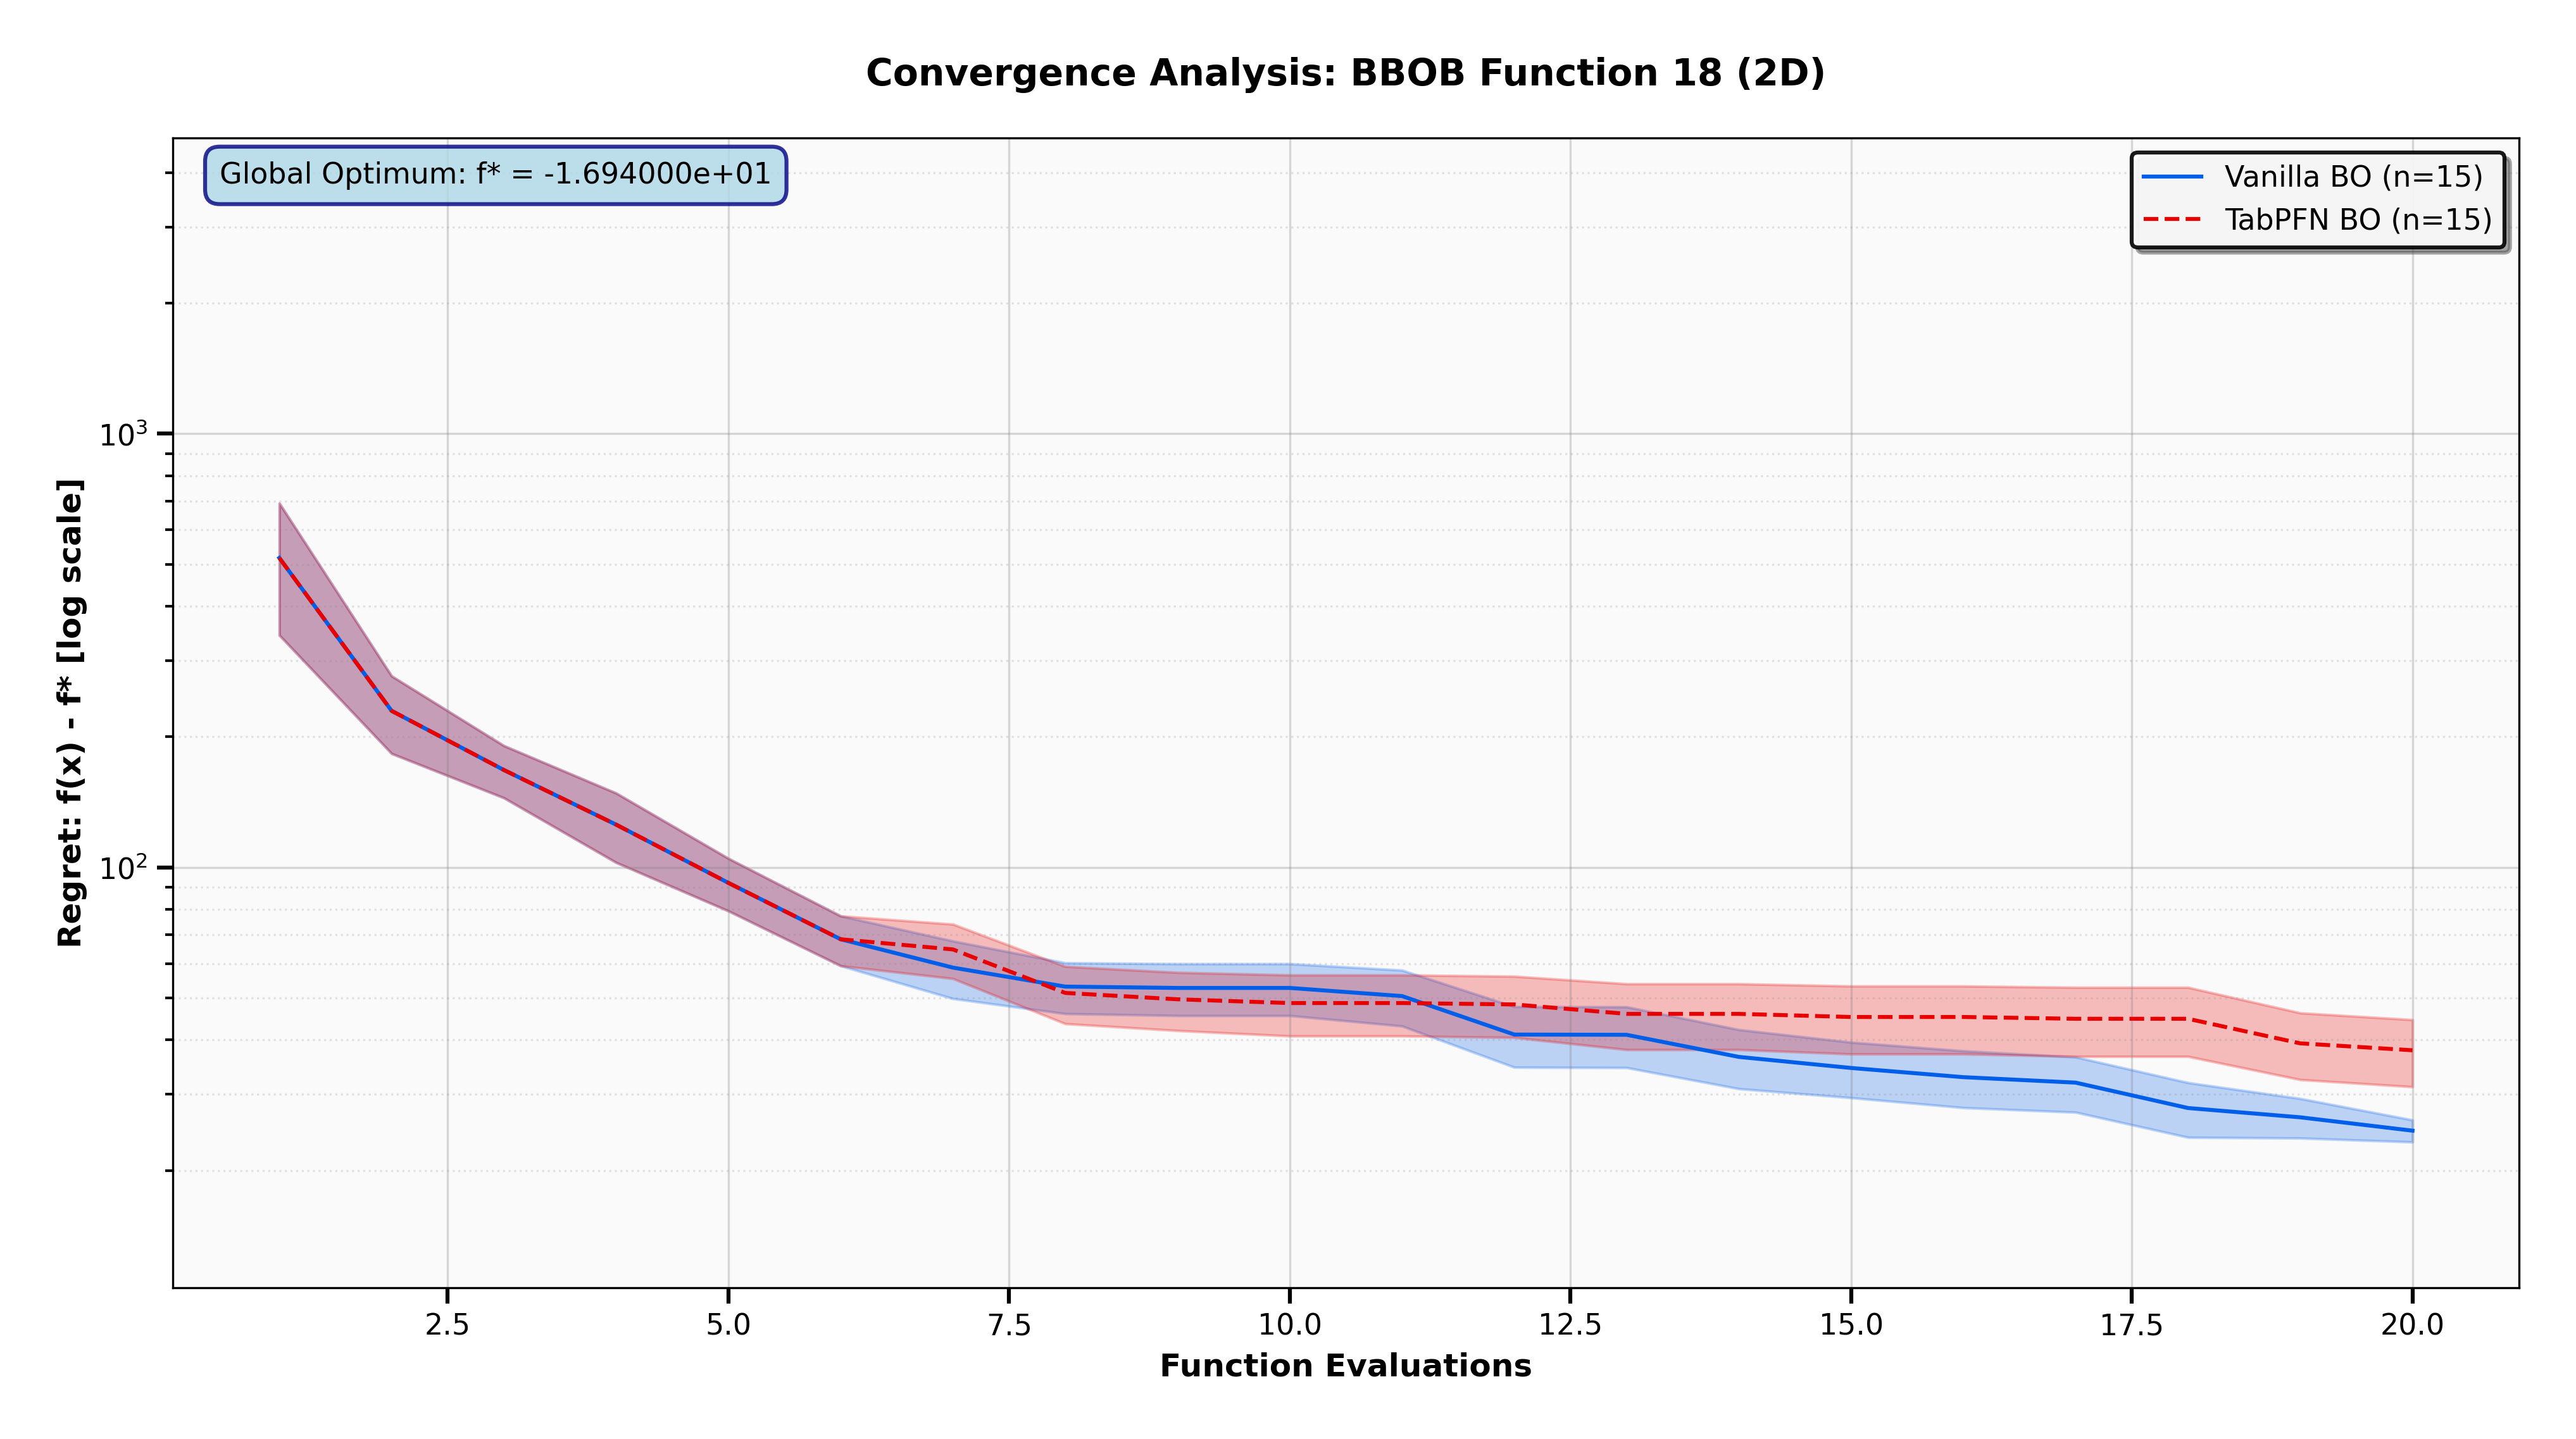 Convergence Analysis: BBOB Function 18 (2D)
Global Optimum: f* = -1.694000e+01
Vanilla BO (n=15)
TabPFN BO (n=15)
Regret: f(x) - f* [log scale]
10³
10²
2.5 5.0 7.5 10.0 12.5 15.0 17.5 20.0
Function Evaluations